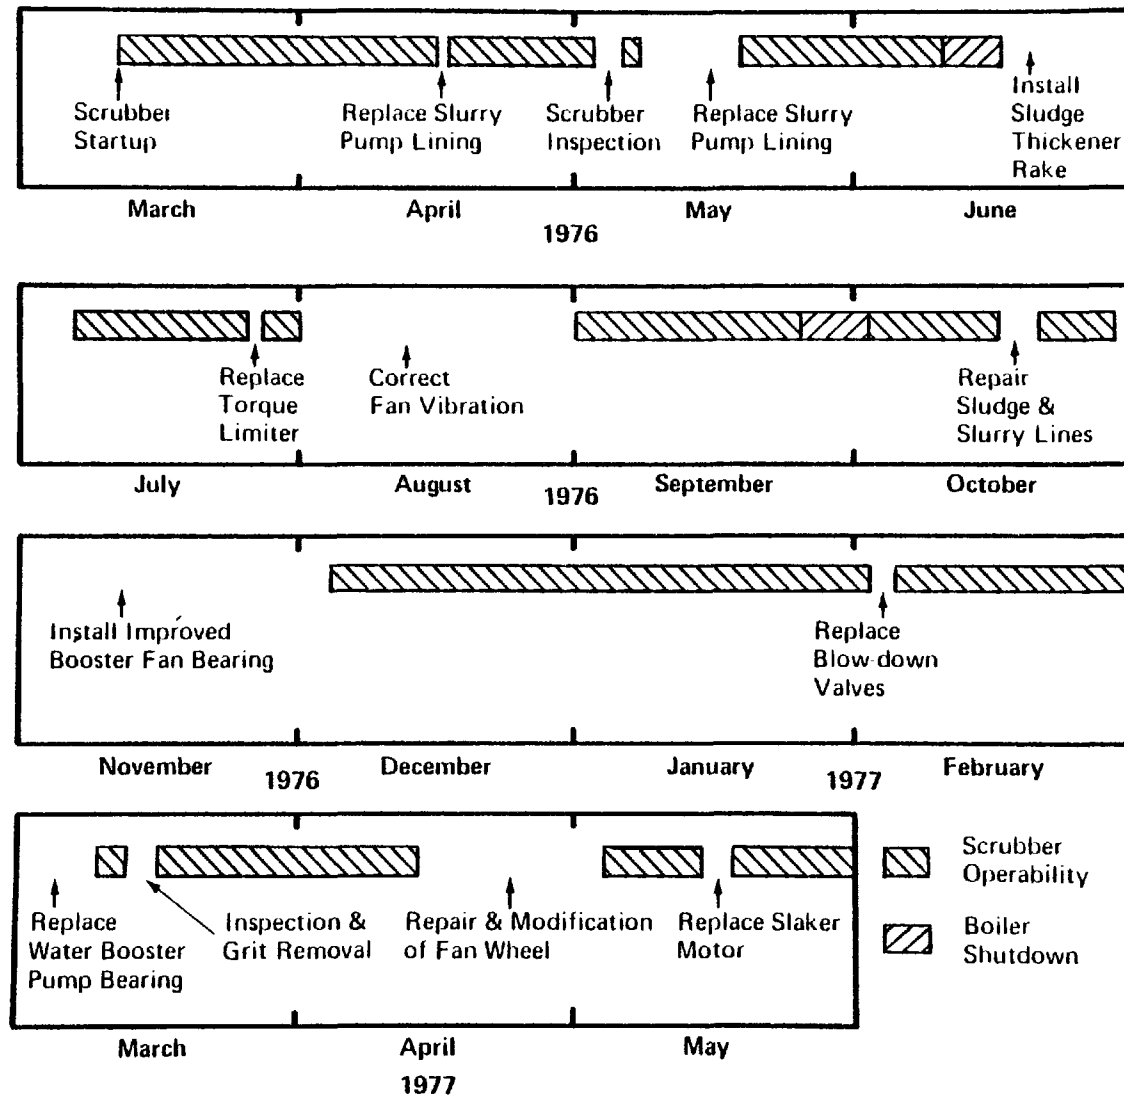 Scrubber
Startup
Replace Slurry
Pump Lining
Scrubber
Inspection
Replace Slurry
Pump Lining
Install
Sludge
Thickener
Rake
March
April
May
June
1976
Replace
Torque
Limiter
Correct
Fan Vibration
Repair
Sludge &
Slurry Lines
July
August
September
October
1976
Install Improved
Booster Fan Bearing
Replace
Blow-down
Valves
November
December
January
February
1976
1977
Replace
Water Booster
Pump Bearing
Inspection &
Grit Removal
Repair & Modification
of Fan Wheel
Replace Slaker
Motor
March
April
May
1977
Scrubber
Operability
Boiler
Shutdown